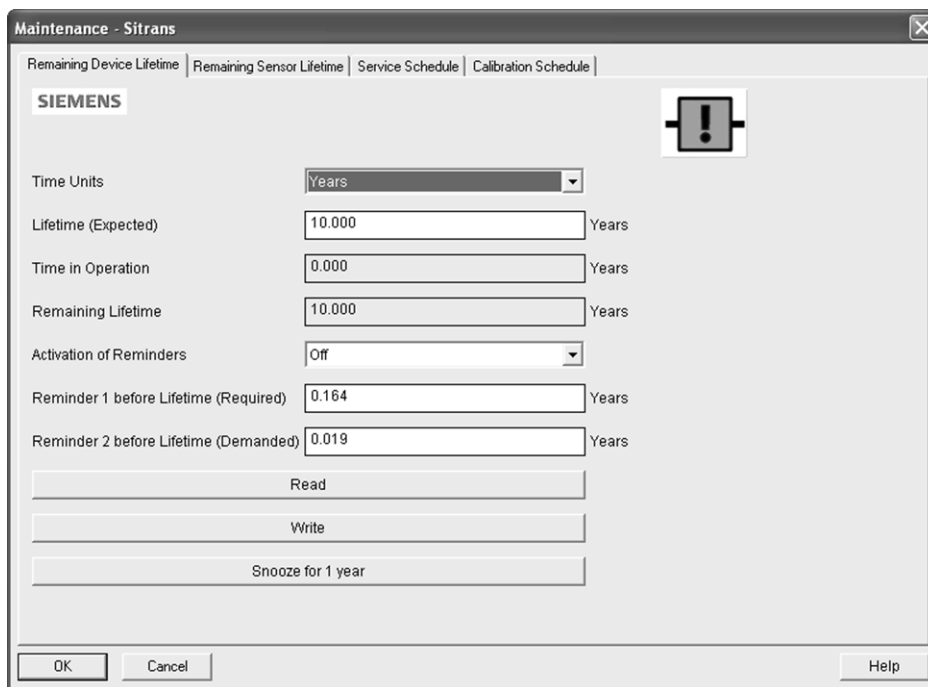 Maintenance - Sitrans
Remaining Device Lifetime Remaining Sensor Lifetime Service Schedule Calibration Schedule
SIEMENS
Time Units Years
Lifetime (Expected) 10.000 Years
Time in Operation 0.000 Years
Remaining Lifetime 10.000 Years
Activation of Reminders Off
Reminder 1 before Lifetime (Required) 0.164 Years
Reminder 2 before Lifetime (Demanded) 0.019 Years
Read
Write
Snooze for 1 year
OK Cancel Help